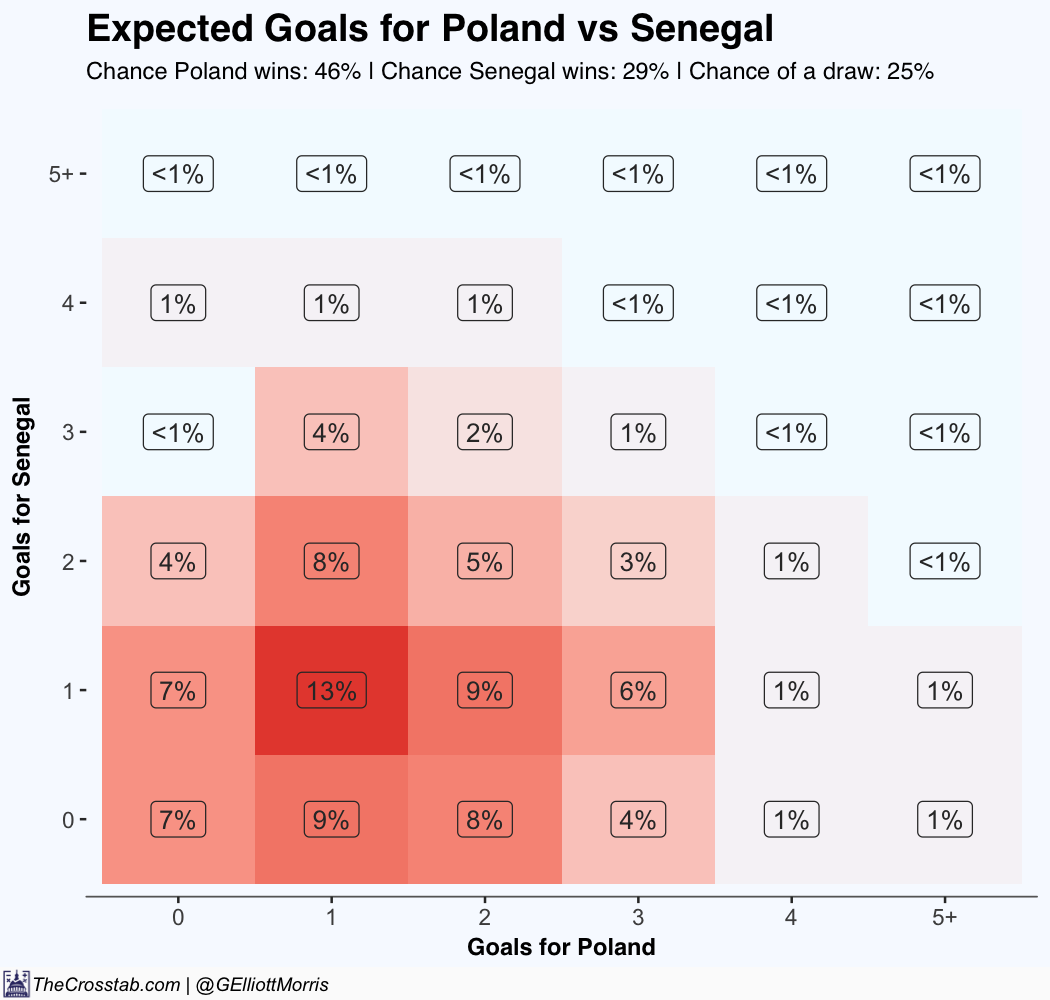 Expected Goals for Poland vs Senegal
Chance Poland wins: 46% | Chance Senegal wins: 29% | Chance of a draw: 25%
5+ <1% <1% <1% <1% <1% <1%
4 1% 1% 1% <1% <1% <1%
3 <1% 4% 2% 1% <1% <1%
2 4% 8% 5% 3% 1% <1%
1 7% 13% 9% 6% 1% 1%
0 7% 9% 8% 4% 1% 1%
0 1 2 3 4 5+
Goals for Senegal
Goals for Poland
TheCrosstab.com | @GElliottMorris